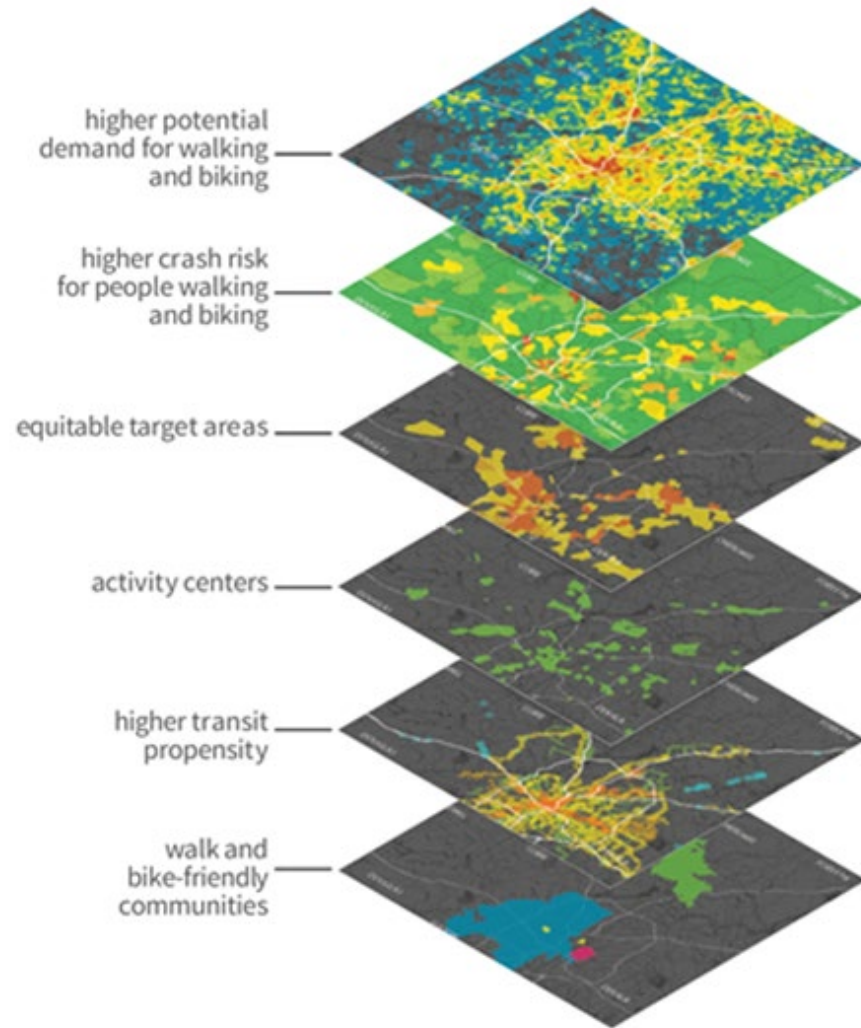 higher potential
demand for walking
and biking
higher crash risk
for people walking
and biking
equitable target areas
activity centers
higher transit
propensity
walk and
bike-friendly
communities